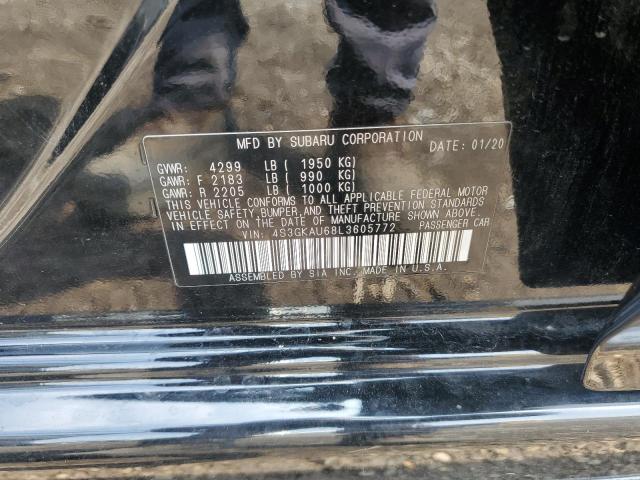 MFD BY SUBARU CORPORATION DATE: 01/20
GVWR: 4299 LB ( 1950 KG)
GAWR: F 2183 LB ( 990 KG)
GAWR: R 2205 LB ( 1000 KG)
THIS VEHICLE CONFORMS TO ALL APPLICABLE FEDERAL MOTOR
VEHICLE SAFETY, BUMPER, AND THEFT PREVENTION STANDARDS
IN EFFECT ON THE DATE OF MANUFACTURE SHOWN ABOVE.
VIN: 4S3GKAU68L3605772 PASSENGER CAR
ASSEMBLED BY SIA INC. MADE IN U.S.A.